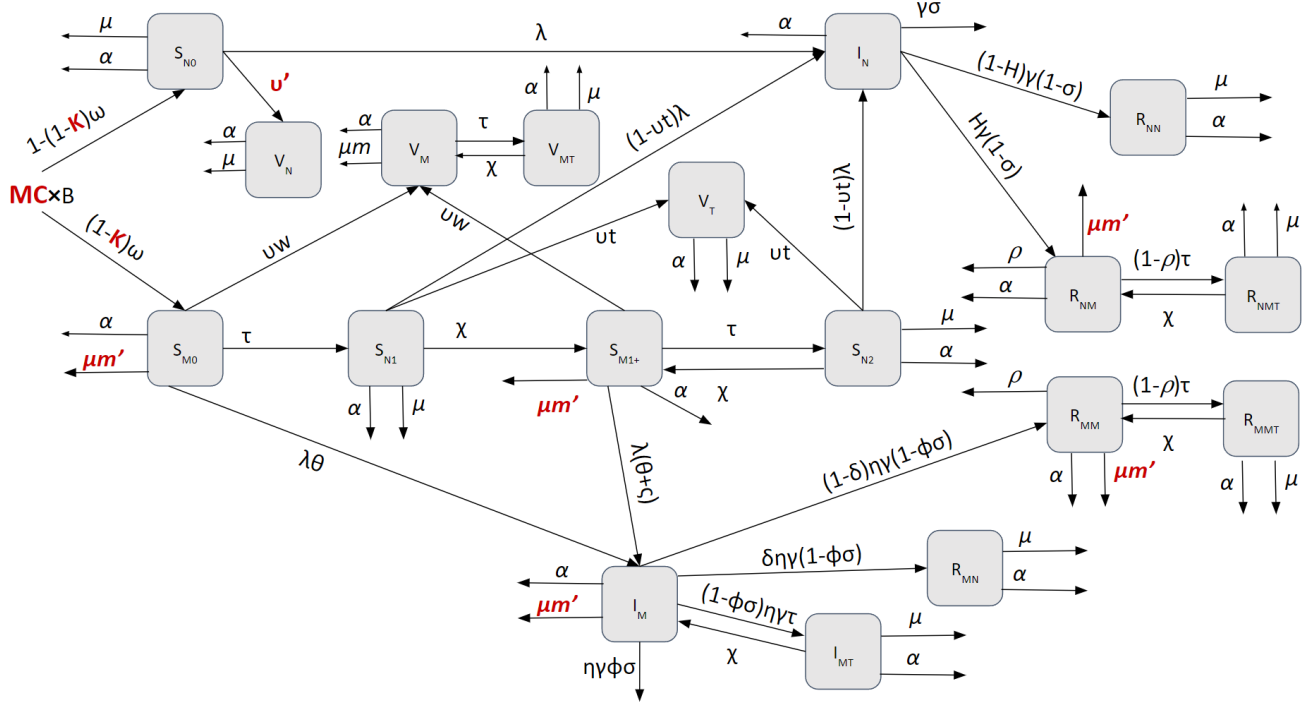 μ
α
S_N0
λ
α
I_N
γσ
υ'
(1-H)γ(1-σ)
R_NN
μ
α
1-(1-K)ω
α
μ
V_N
α
μm
V_M
τ
χ
V_MT
α
μ
(1-υt)λ
Hγ(1-σ)
MC×B
(1-K)ω
υw
υw
υt
V_T
α
μ
υt
(1-υt)λ
μm'
ρ
α
R_NM
(1-ρ)τ
χ
R_NMT
α
μ
α
μm'
S_M0
τ
S_N1
α
μ
χ
S_M1+
μm'
α
χ
τ
S_N2
μ
α
ρ
R_MM
(1-ρ)τ
χ
R_MMT
α
μm'
α
μ
λθ
λ(θ+ς)
(1-δ)ηγ(1-ϕσ)
α
μm'
I_M
ηγϕσ
δηγ(1-ϕσ)
R_MN
μ
α
(1-ϕσ)ηγτ
χ
I_MT
μ
α